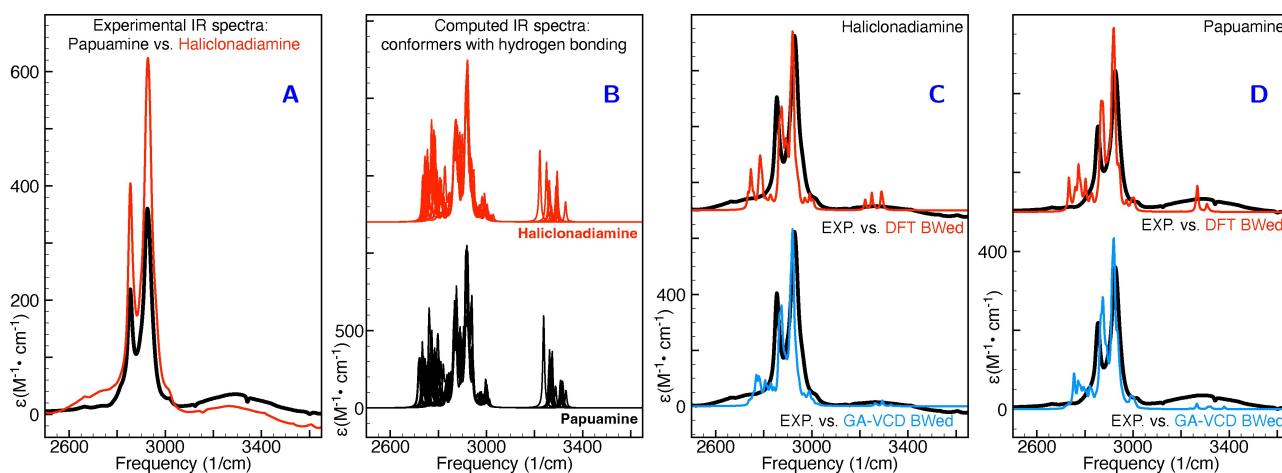 Experimental IR spectra:
Papuamine vs. Haliclonadiamine
A
600
400
200
0
ε(M⁻¹• cm⁻¹)
2600 3000 3400
Frequency (1/cm)
Computed IR spectra:
conformers with hydrogen bonding
B
Haliclonadiamine
500
0
ε(M⁻¹• cm⁻¹)
Papuamine
2600 3000 3400
Frequency (1/cm)
Haliclonadiamine
C
EXP. vs. DFT BWed
400
0
ε(M⁻¹• cm⁻¹)
EXP. vs. GA-VCD BWed
2600 3000 3400
Frequency (1/cm)
Papuamine
D
EXP. vs. DFT BWed
400
0
ε(M⁻¹• cm⁻¹)
EXP. vs. GA-VCD BWed
2600 3000 3400
Frequency (1/cm)